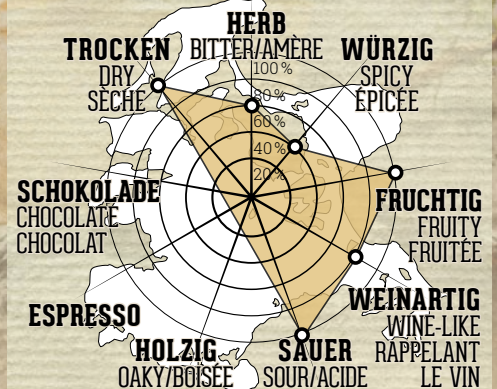 HERB
BITTER/AMÈRE
TROCKEN
DRY
SÈCHE
WÜRZIG
SPICY
ÉPICÉE
100 %
80 %
60 %
40 %
20 %
SCHOKOLADE
CHOCOLATE
CHOCOLAT
FRUCHTIG
FRUITY
FRUITÉE
ESPRESSO
WEINARTIG
WINE-LIKE
RAPPELANT
LE VIN
HOLZIG
OAKY/BOISÉE
SAUER
SOUR/ACIDE